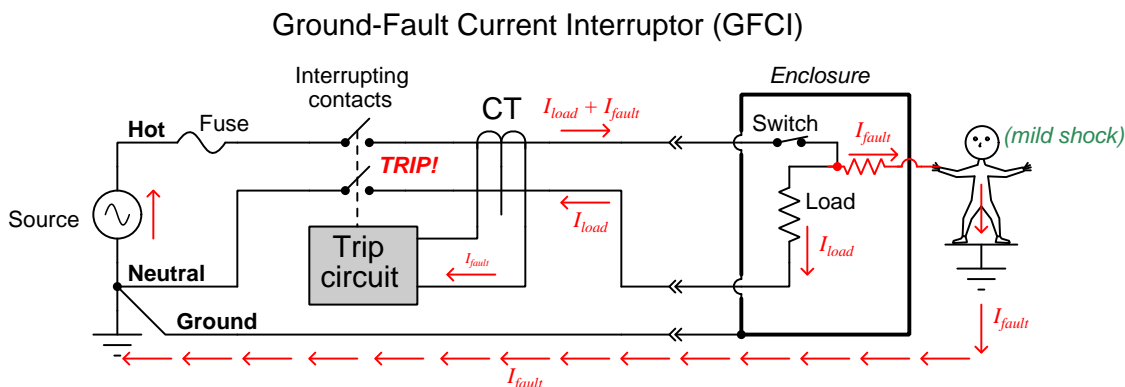 Ground-Fault Current Interruptor (GFCI)
Interrupting
contacts
Enclosure
CT
I_load + I_fault
Hot
Fuse
Switch
I_fault
(mild shock)
TRIP!
Source
I_load
Load
Trip
circuit
I_fault
I_load
Neutral
Ground
I_fault
I_fault